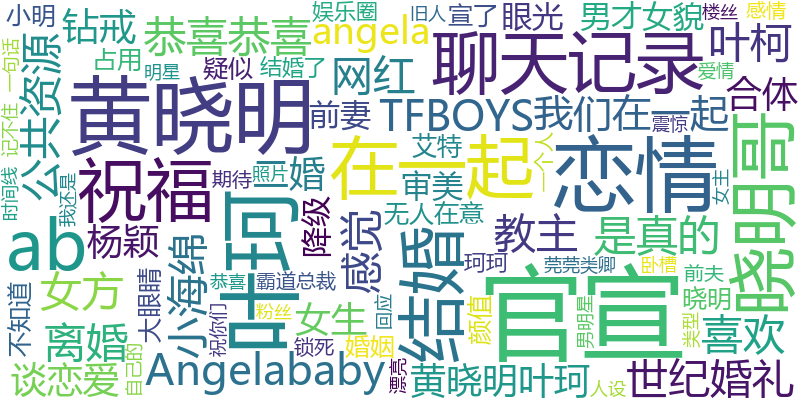 小明
钻戒
恭喜恭喜
娱乐圈
旧人
宣了
眼光
男才女貌
楼丝
感情
angela
叶柯
占用
明星
疑似
结婚了
网红
聊天记录
爱情
一句话
公共资源
黄晓明
前妻
TFBOYS
我们在一起
震惊
合体
记不住
祝福
二婚
艾特
在一起
一个人
恋情
晓明哥
时间线
我还是
照片
期待
审美
女主
ab
杨颖
叶珂
降级
感觉
无人在意
教主
是真的
小海绵
结婚
官宣
不知道
女方
大眼睛
恭喜
霸道总裁
珂珂
莞莞类卿
卧槽
前夫
粉丝
回应
颜值
男明星
类型
晓明
离婚
祝你们
女生
锁死
婚姻
喜欢
谈恋爱
自己的
Angelababy
漂亮
黄晓明叶珂
人设
世纪婚礼